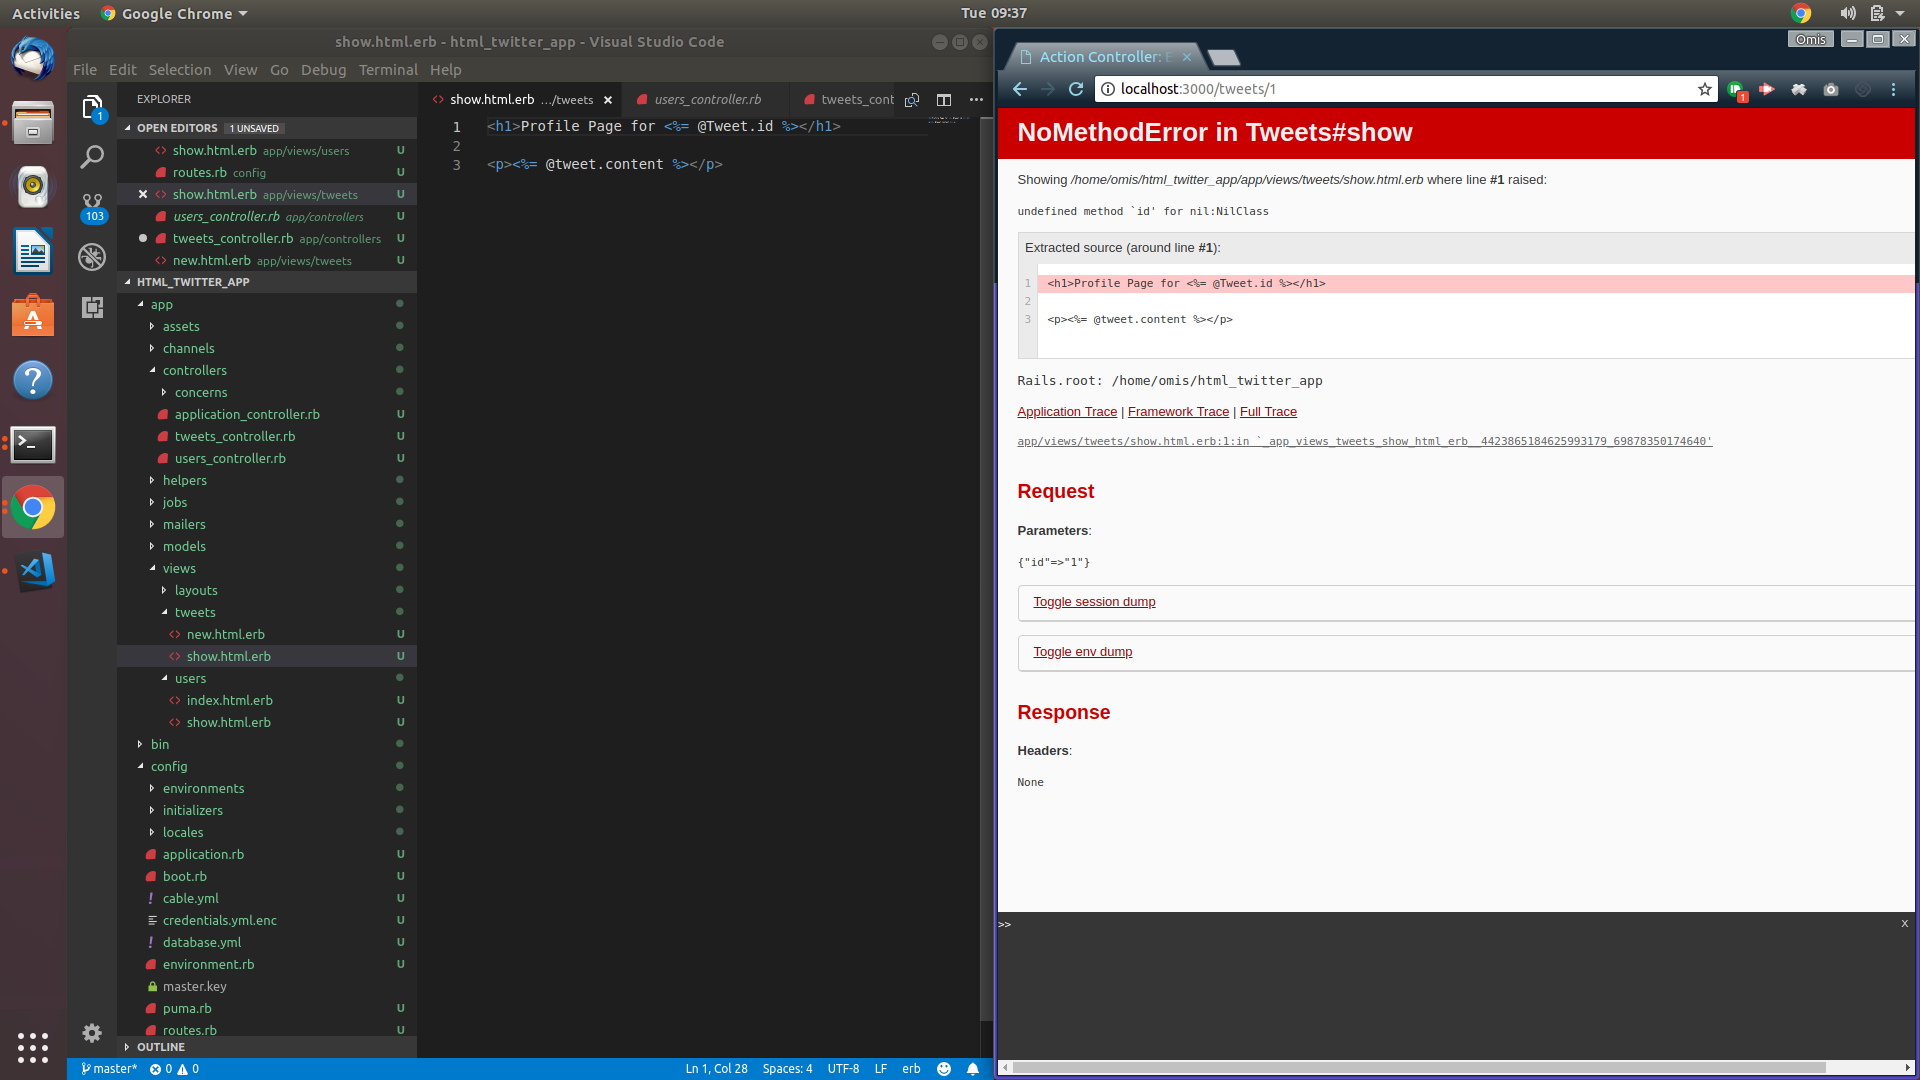 Activities
Google Chrome
Tue 09:37
show.html.erb - html_twitter_app - Visual Studio Code
File Edit Selection View Go Debug Terminal Help
EXPLORER
OPEN EDITORS 1 UNSAVED
show.html.erb app/views/users U
routes.rb config U
show.html.erb app/views/tweets U
users_controller.rb app/controllers U
tweets_controller.rb app/controllers U
new.html.erb app/views/tweets U
HTML_TWITTER_APP
app
assets
channels
controllers
concerns
application_controller.rb U
tweets_controller.rb U
users_controller.rb U
helpers
jobs
mailers
models
views
layouts
tweets
new.html.erb U
show.html.erb U
users
index.html.erb U
show.html.erb U
bin
config
environments
initializers
locales
application.rb U
boot.rb U
cable.yml U
credentials.yml.enc U
database.yml U
environment.rb U
master.key
puma.rb U
routes.rb U
OUTLINE
1
103
show.html.erb .../tweets
users_controller.rb
tweets_cont
1 <h1>Profile Page for <%= @Tweet.id %></h1>
2
3 <p><%= @tweet.content %></p>
master* 0 0
Ln 1, Col 28 Spaces: 4 UTF-8 LF erb
Omis
Action Controller: E
localhost:3000/tweets/1
1
NoMethodError in Tweets#show
Showing /home/omis/html_twitter_app/app/views/tweets/show.html.erb where line #1 raised:
undefined method `id' for nil:NilClass
Extracted source (around line #1):
1 <h1>Profile Page for <%= @Tweet.id %></h1>
2
3 <p><%= @tweet.content %></p>
Rails.root: /home/omis/html_twitter_app
Application Trace | Framework Trace | Full Trace
app/views/tweets/show.html.erb:1:in `_app_views_tweets_show_html_erb__4423865184625993179_69878350174640'
Request
Parameters:
{"id"=>"1"}
Toggle session dump
Toggle env dump
Response
Headers:
None
>>
x